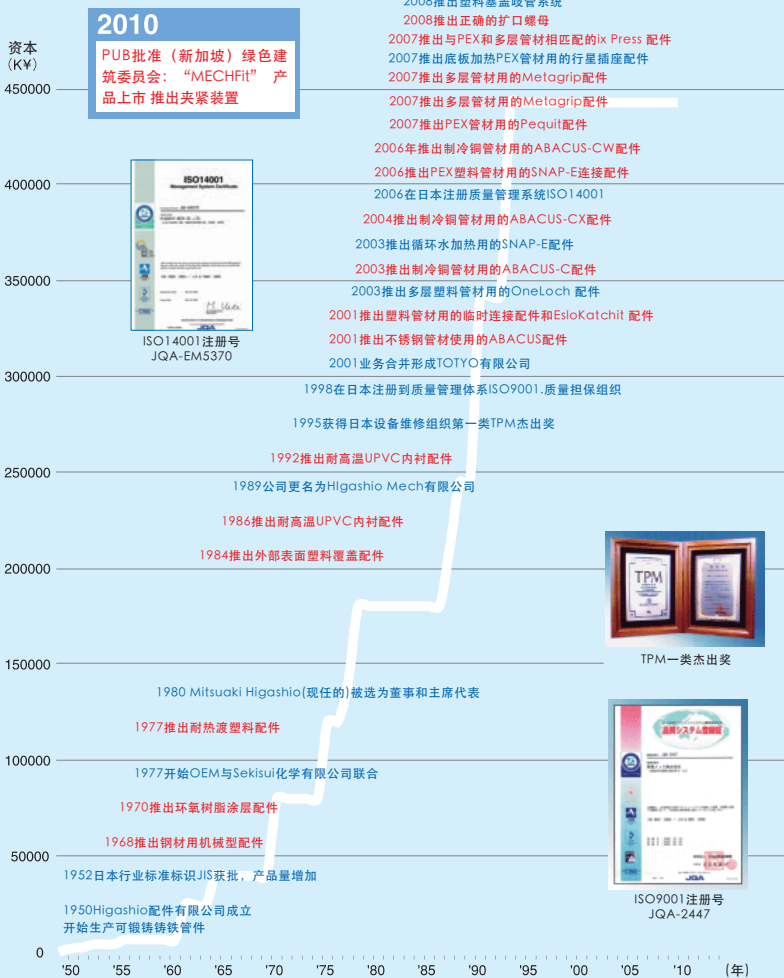 2008推出塑料基盖歧管系统
2010
PUB批准（新加坡）绿色建
筑委员会：“MECHFit” 产
品上市 推出夹紧装置
资本
(K¥)
2008推出正确的扩口螺母
2007推出与PEX和多层管材相匹配的ix Press 配件
2007推出底板加热PEX管材用的行星插座配件
2007推出多层管材用的Metagrip配件
450000
2007推出多层管材用的Metagrip配件
2007推出PEX管材用的Pequit配件
2006年推出制冷铜管材用的ABACUS-CW配件
2006推出PEX塑料管材用的SNAP-E连接配件
400000
2006在日本注册质量管理系统ISO14001
2004推出制冷铜管材用的ABACUS-CX配件
2003推出循环水加热用的SNAP-E配件
2003推出制冷铜管材用的ABACUS-C配件
350000
2003推出多层塑料管材用的OneLoch 配件
2001推出塑料管材用的临时连接配件和EsloKatchit 配件
2001推出不锈钢管材使用的ABACUS配件
ISO14001
Management System Certificate
JQA
ISO14001注册号
JQA-EM5370
2001业务合并形成TOTYO有限公司
300000
1998在日本注册到质量管理体系ISO9001.质量担保组织
1995获得日本设备维修组织第一类TPM杰出奖
1992推出耐高温UPVC内衬配件
250000
1989公司更名为HIgashio Mech有限公司
1986推出耐高温UPVC内衬配件
1984推出外部表面塑料覆盖配件
200000
TPM
TPM一类杰出奖
150000
1980 Mitsuaki Higashio(现任的)被选为董事和主席代表
1977推出耐热渡塑料配件
100000
1977开始OEM与Sekisui化学有限公司联合
1970推出环氧树脂涂层配件
1968推出钢材用机械型配件
50000
1952日本行业标准标识JIS获批，产品量增加
1950Higashio配件有限公司成立
开始生产可锻铸铸铁管件
品質システム登録証
JQA
ISO9001注册号
JQA-2447
0
'50 '55 '60 '65 '70 '75 '80 '85 '90 '95 '00 '05 '10 (年)